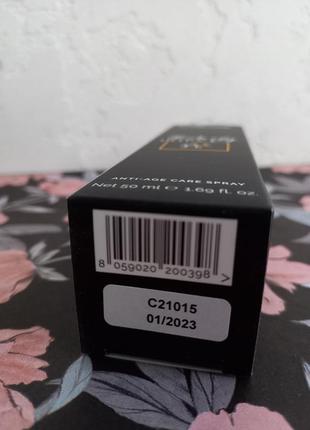 ANTI-AGE CARE SPRAY
Net 50 ml ℮ 1.69 fl. oz.
8 059020 200398 >
C21015
01/2023